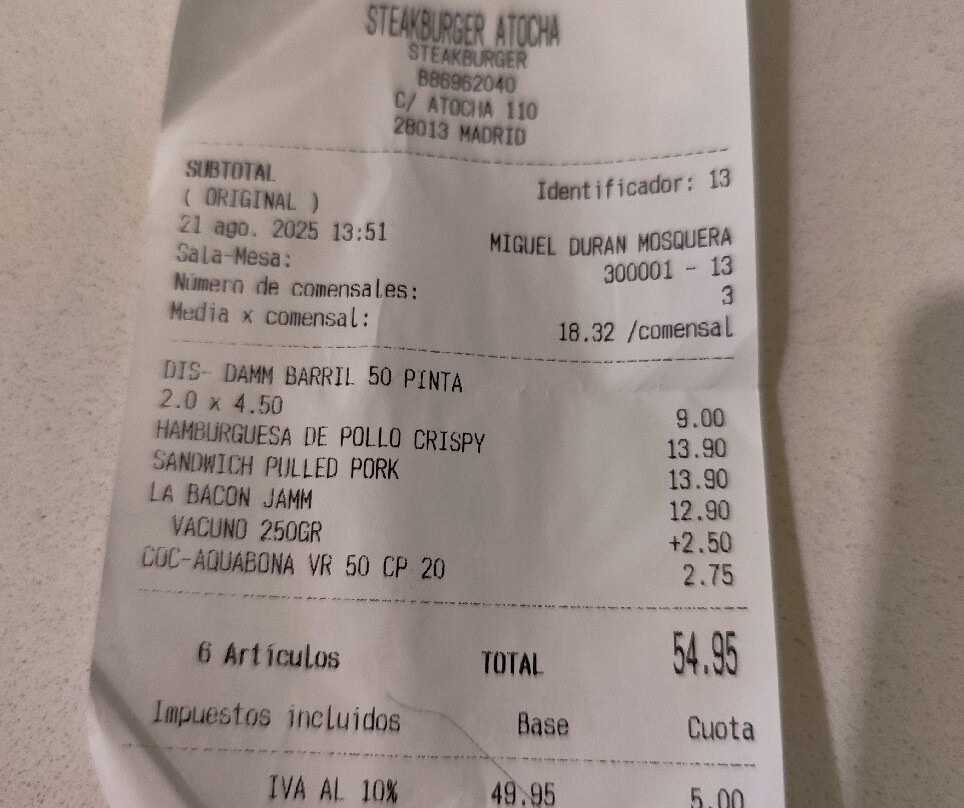 STEAKBURGER ATOCHA
STEAKBURGER
B86962040
C/ ATOCHA 110
28013 MADRID
SUBTOTAL
( ORIGINAL ) Identificador: 13
21 ago. 2025 13:51
Sala-Mesa: MIGUEL DURAN MOSQUERA
300001 - 13
Número de comensales: 3
Media x comensal: 18.32 /comensal
DIS- DAMM BARRIL 50 PINTA
2.0 x 4.50 9.00
HAMBURGUESA DE POLLO CRISPY 13.90
SANDWICH PULLED PORK 13.90
LA BACON JAMM 12.90
VACUNO 250GR +2.50
COC-AQUABONA VR 50 CP 20 2.75
6 Artículos TOTAL 54.95
Impuestos incluidos Base Cuota
IVA AL 10% 49.95 5.00